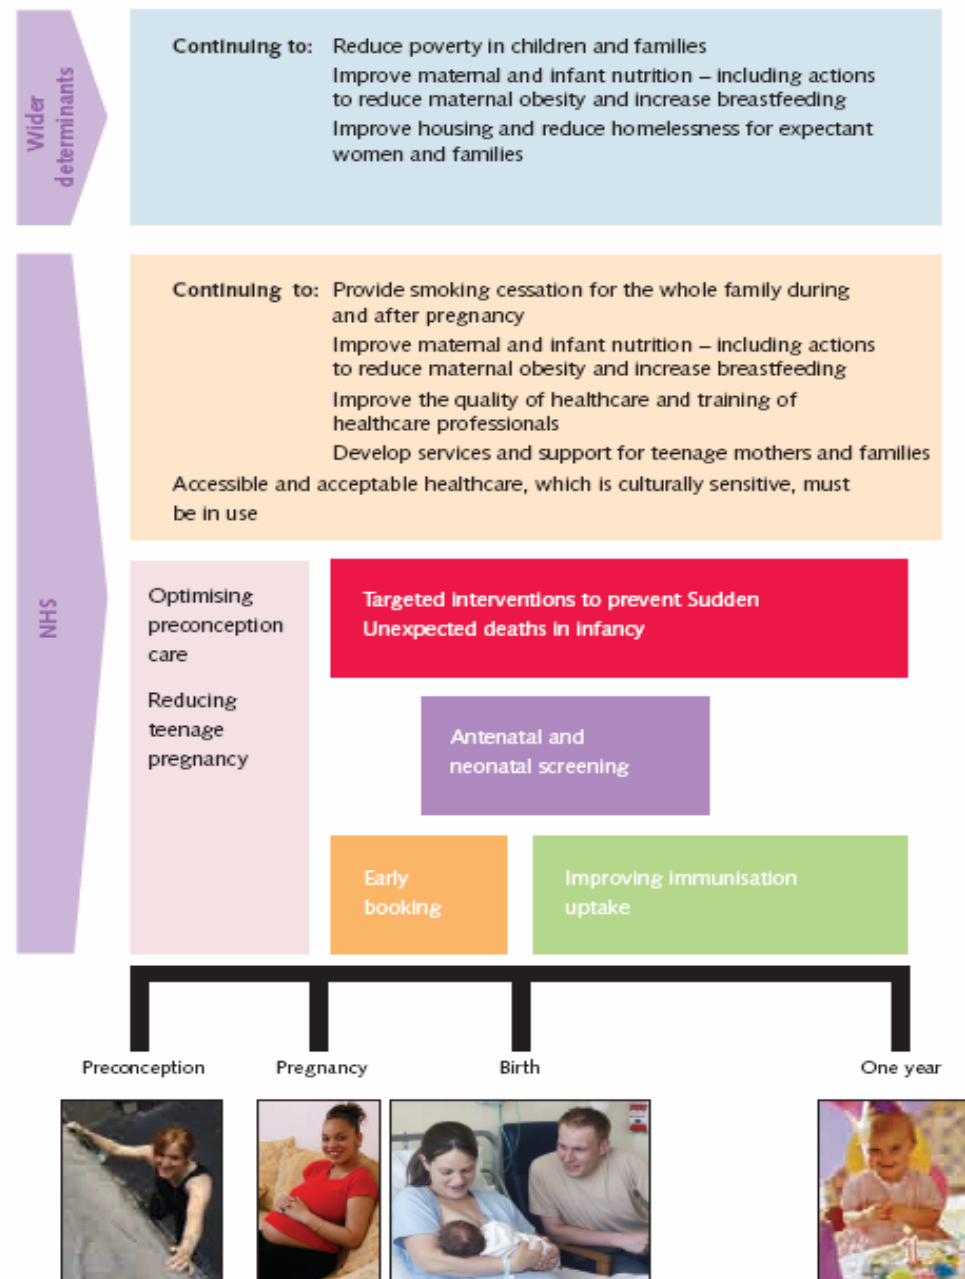 Wider
determinants
Continuing to: Reduce poverty in children and families
Improve maternal and infant nutrition – including actions
to reduce maternal obesity and increase breastfeeding
Improve housing and reduce homelessness for expectant
women and families
NHS
Continuing to: Provide smoking cessation for the whole family during
and after pregnancy
Improve maternal and infant nutrition – including actions
to reduce maternal obesity and increase breastfeeding
Improve the quality of healthcare and training of
healthcare professionals
Develop services and support for teenage mothers and families
Accessible and acceptable healthcare, which is culturally sensitive, must
be in use
Optimising
preconception
care
Reducing
teenage
pregnancy
Targeted interventions to prevent Sudden
Unexpected deaths in infancy
Antenatal and
neonatal screening
Early
booking
Improving immunisation
uptake
Preconception
Pregnancy
Birth
One year